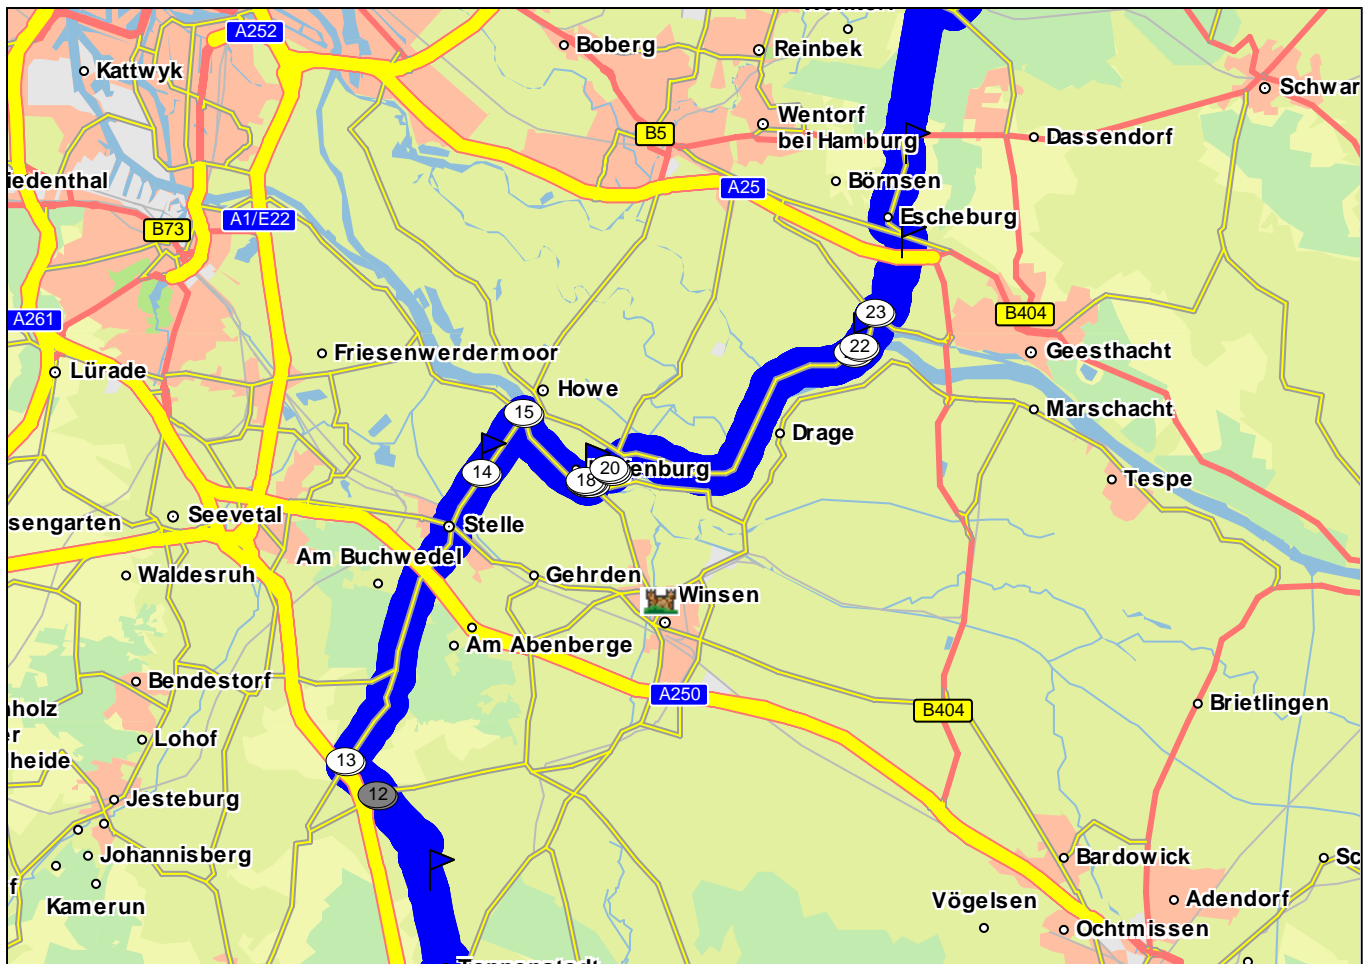 A252
Boberg
Reinbek
Kattwyk
Schwar
Wentorf
bei Hamburg
B5
Dassendorf
iedenthal
Börnsen
A25
Escheburg
A1/E22
B73
A261
23
B404
22
Friesenwerdermoor
Geesthacht
Lürade
Howe
15
Marschacht
Drage
14
18
20
enburg
Tespe
Seevetal
sengarten
Stelle
Am Buchwedel
Waldesruh
Gehrden
Winsen
Am Abenberge
Bendestorf
A250
B404
Brietlingen
holz
er
heide
Lohof
13
12
Jesteburg
Johannisberg
Bardowick
Sc
f
Kamerun
Vögelsen
Adendorf
Ochtmissen